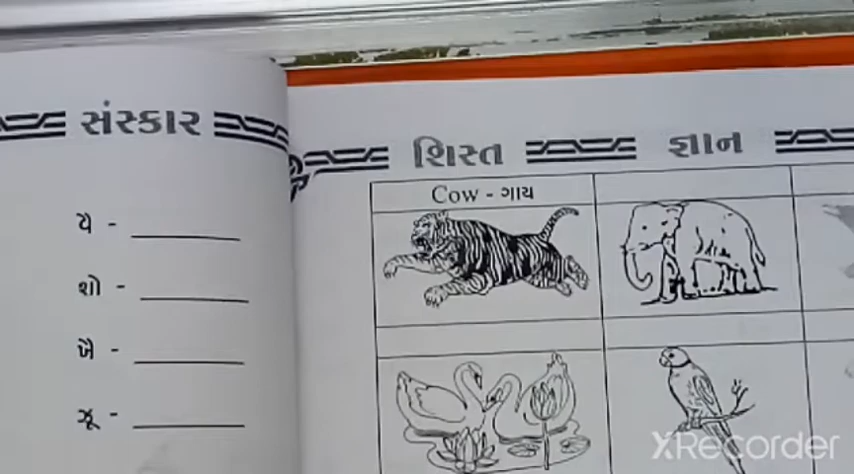 સંસ્કાર
યે - 
શો - 
ખૈ - 
ઝૂ - 
શિસ્ત જ્ઞાન
Cow - ગાય
XRecorder